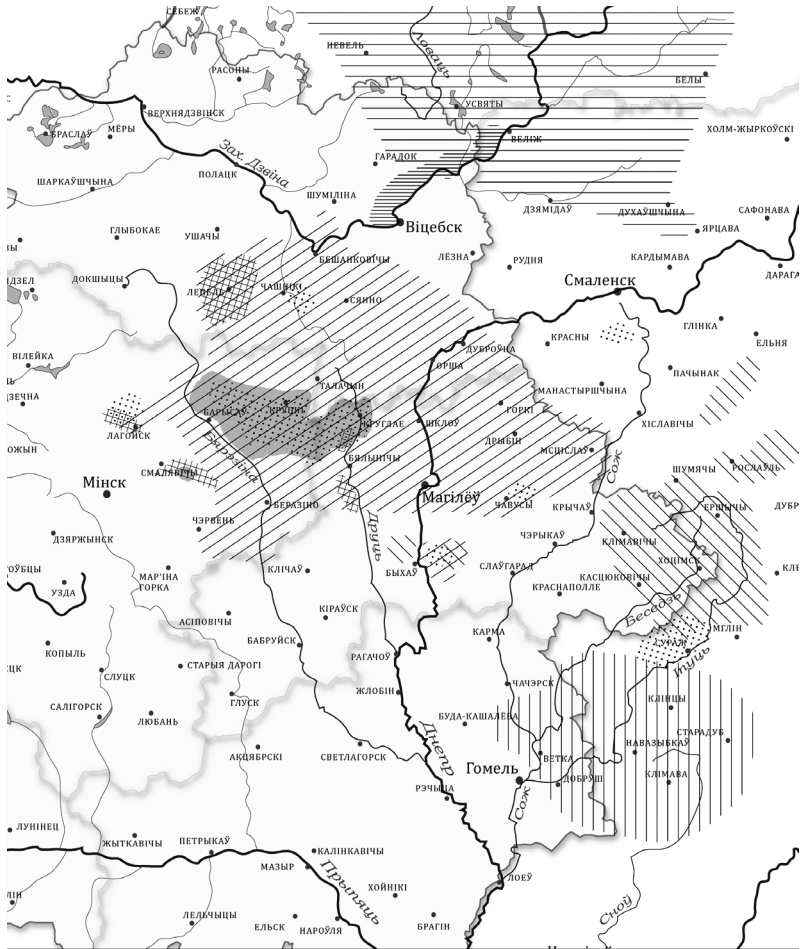 СЕБЕЖ
НЕВЕЛЬ
Ловаць
РАСОНЫ
БЕЛЫ
УСВЯТЫ
ВЕРХНЯДЗВІНСК
БРАСЛАЎ
МЁРЫ
ВЕЛІЖ
ХОЛМ-ЖЫРКОЎСКІ
Зах. Дзвіна
ГАРАДОК
ПОЛАЦК
ШАРКАЎШЧЫНА
ШУМІЛІНА
ДЗЯМІДАЎ
ДУХАЎШЧЫНА
САФОНАВА
Віцебск
ЯРЦАВА
ГЛЫБОКАЕ
УШАЧЫ
БЕШАНКОВІЧЫ
ЛЁЗНА
РУДНЯ
КАРДЫМАВА
ДАРАГА
ДОКШЫЦЫ
ЛЕПЕЛЬ
ЧАШНІКІ
СЯННО
Смаленск
ГЛІНКА
ЕЛЬНЯ
КРАСНЫ
ДУБРОЎНА
ОРША
ВІЛЕЙКА
ПАЧЫНАК
ТАЛАЧЫН
МАНАСТЫРШЧЫНА
БАРЫСАЎ
КРУПКІ
КРУГЛАЕ
ШКЛОЎ
ГОРКІ
ХІСЛАВІЧЫ
ЛАГОЙСК
Бярэзіна
ДРЫБІН
МСЦІСЛАЎ
БЯЛЫНІЧЫ
СМАЛЯВІЧЫ
Сож
ШУМЯЧЫ
РОСЛАЎЛЬ
Мінск
Магілёў
ЧАВУСЫ
КРЫЧАЎ
БЕРАЗІНО
ЕРШЫЧЫ
ДУБР
ЧЭРВЕНЬ
Друць
ДЗЯРЖЫНСК
ЧЭРЫКАЎ
КЛІМАВІЧЫ
ХОЦІМСК
МАР'ІНА
ГОРКА
КЛІЧАЎ
БЫХАЎ
СЛАЎГАРАД
КАСЦЮКОВІЧЫ
УЗДА
КРАСНАПОЛЛЕ
Беседзь
КІРАЎСК
АСІПОВІЧЫ
КАРМА
СУРАЖ
МГЛІН
БАБРУЙСК
КОПЫЛЬ
РАГАЧОЎ
Іпуць
СТАРЫЯ ДАРОГІ
СЛУЦК
ЖЛОБІН
ЧАЧЭРСК
ГЛУСК
КЛІНЦЫ
САЛІГОРСК
ЛЮБАНЬ
БУДА-КАШАЛЁВА
СТАРАДУБ
НАВАЗЫБКАЎ
АКЦЯБРСКІ
СВЕТЛАГОРСК
Днепр
ВЕТКА
Гомель
ДОБРУШ
КЛІМАВА
РЭЧЫЦА
Сож
ЛУНІНЕЦ
ЖЫТКАВІЧЫ
ПЕТРЫКАЎ
КАЛІНКАВІЧЫ
МАЗЫР
ЛОЕЎ
Прыпяць
ХОЙНІКІ
Сноў
ЛЕЛЬЧЫЦЫ
ЕЛЬСК
НАРОЎЛЯ
БРАГІН